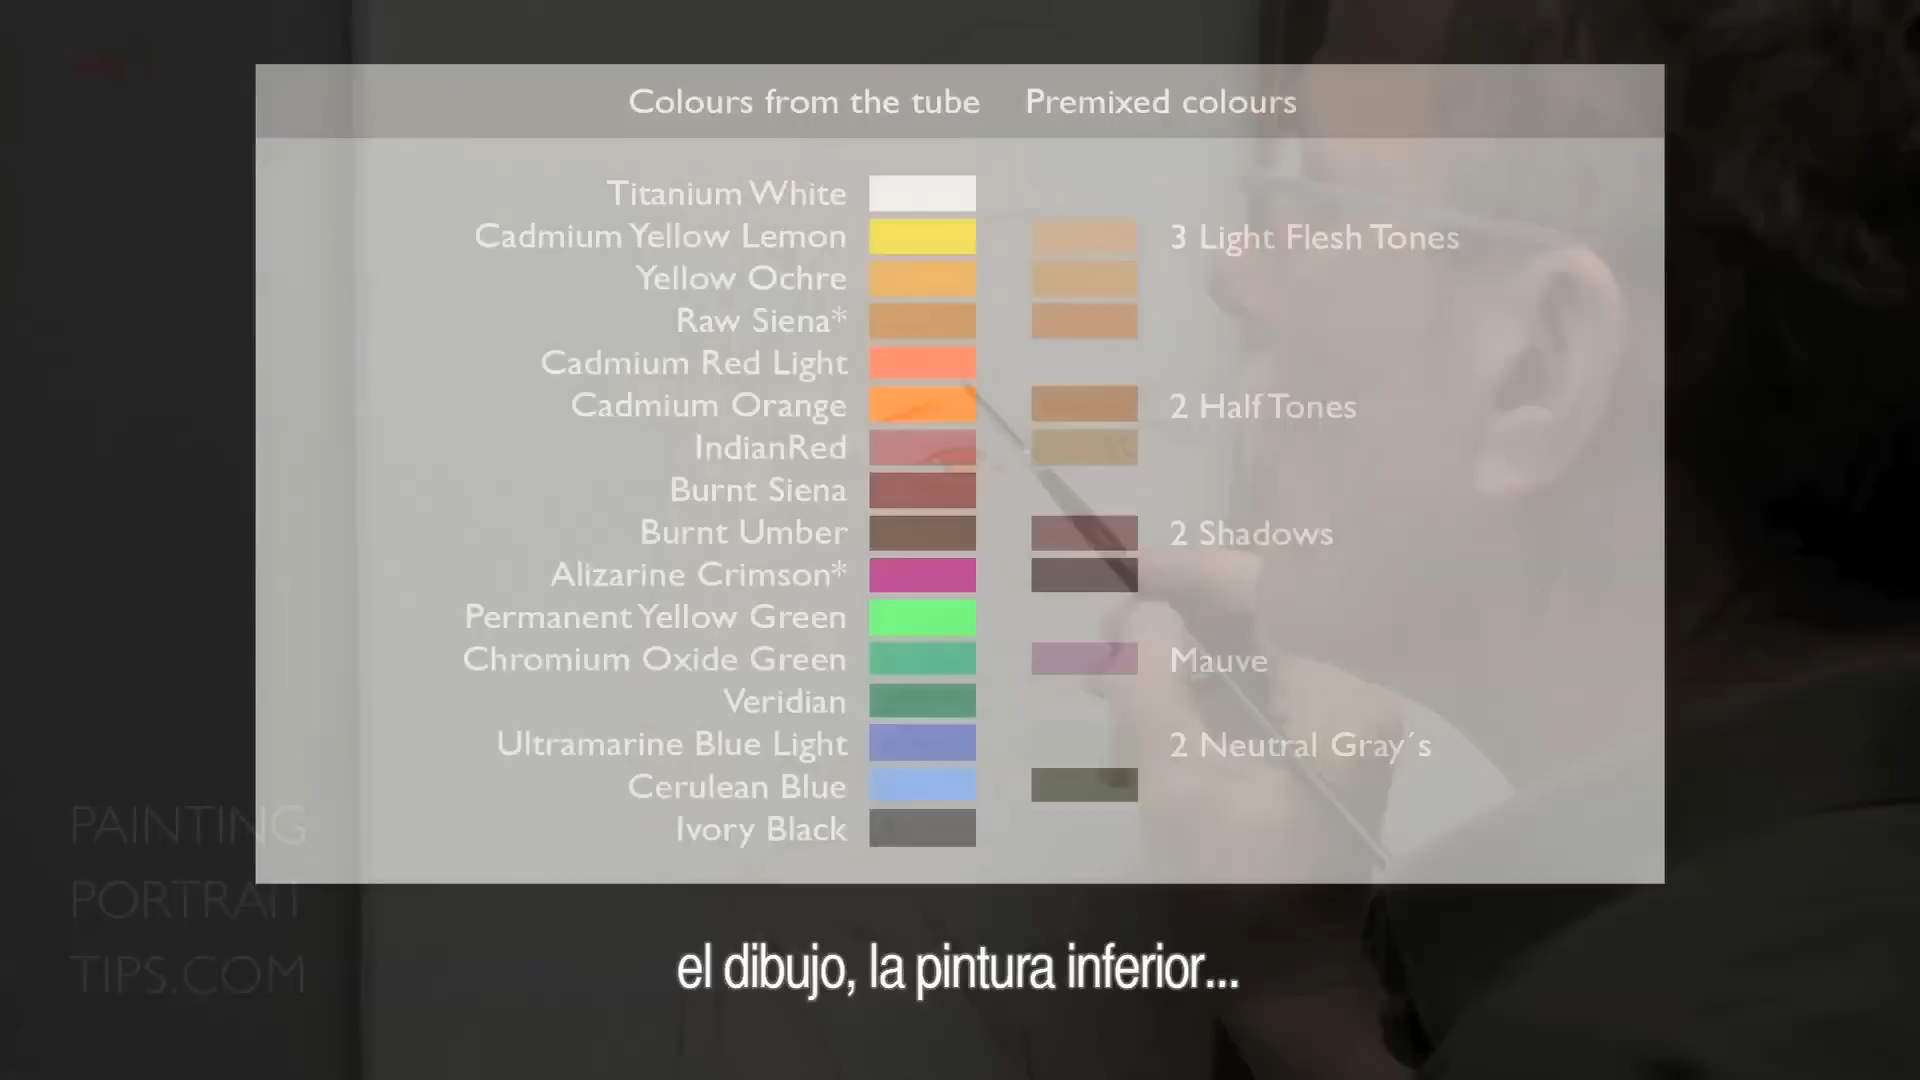 Colours from the tube Premixed colours
Titanium White
Cadmium Yellow Lemon 3 Light Flesh Tones
Yellow Ochre
Raw Siena*
Cadmium Red Light
Cadmium Orange 2 Half Tones
IndianRed
Burnt Siena
Burnt Umber 2 Shadows
Alizarine Crimson*
Permanent Yellow Green
Chromium Oxide Green Mauve
Veridian
Ultramarine Blue Light 2 Neutral Gray´s
Cerulean Blue
Ivory Black
PAINTING
PORTRAIT
TIPS.COM
el dibujo, la pintura inferior...